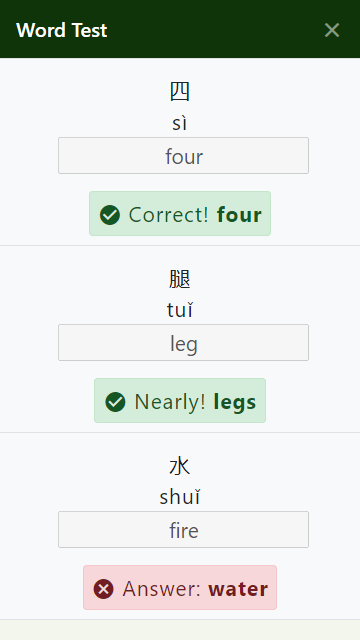 Word Test
四
sì
four
Correct! four
腿
tuǐ
leg
Nearly! legs
水
shuǐ
fire
Answer: water